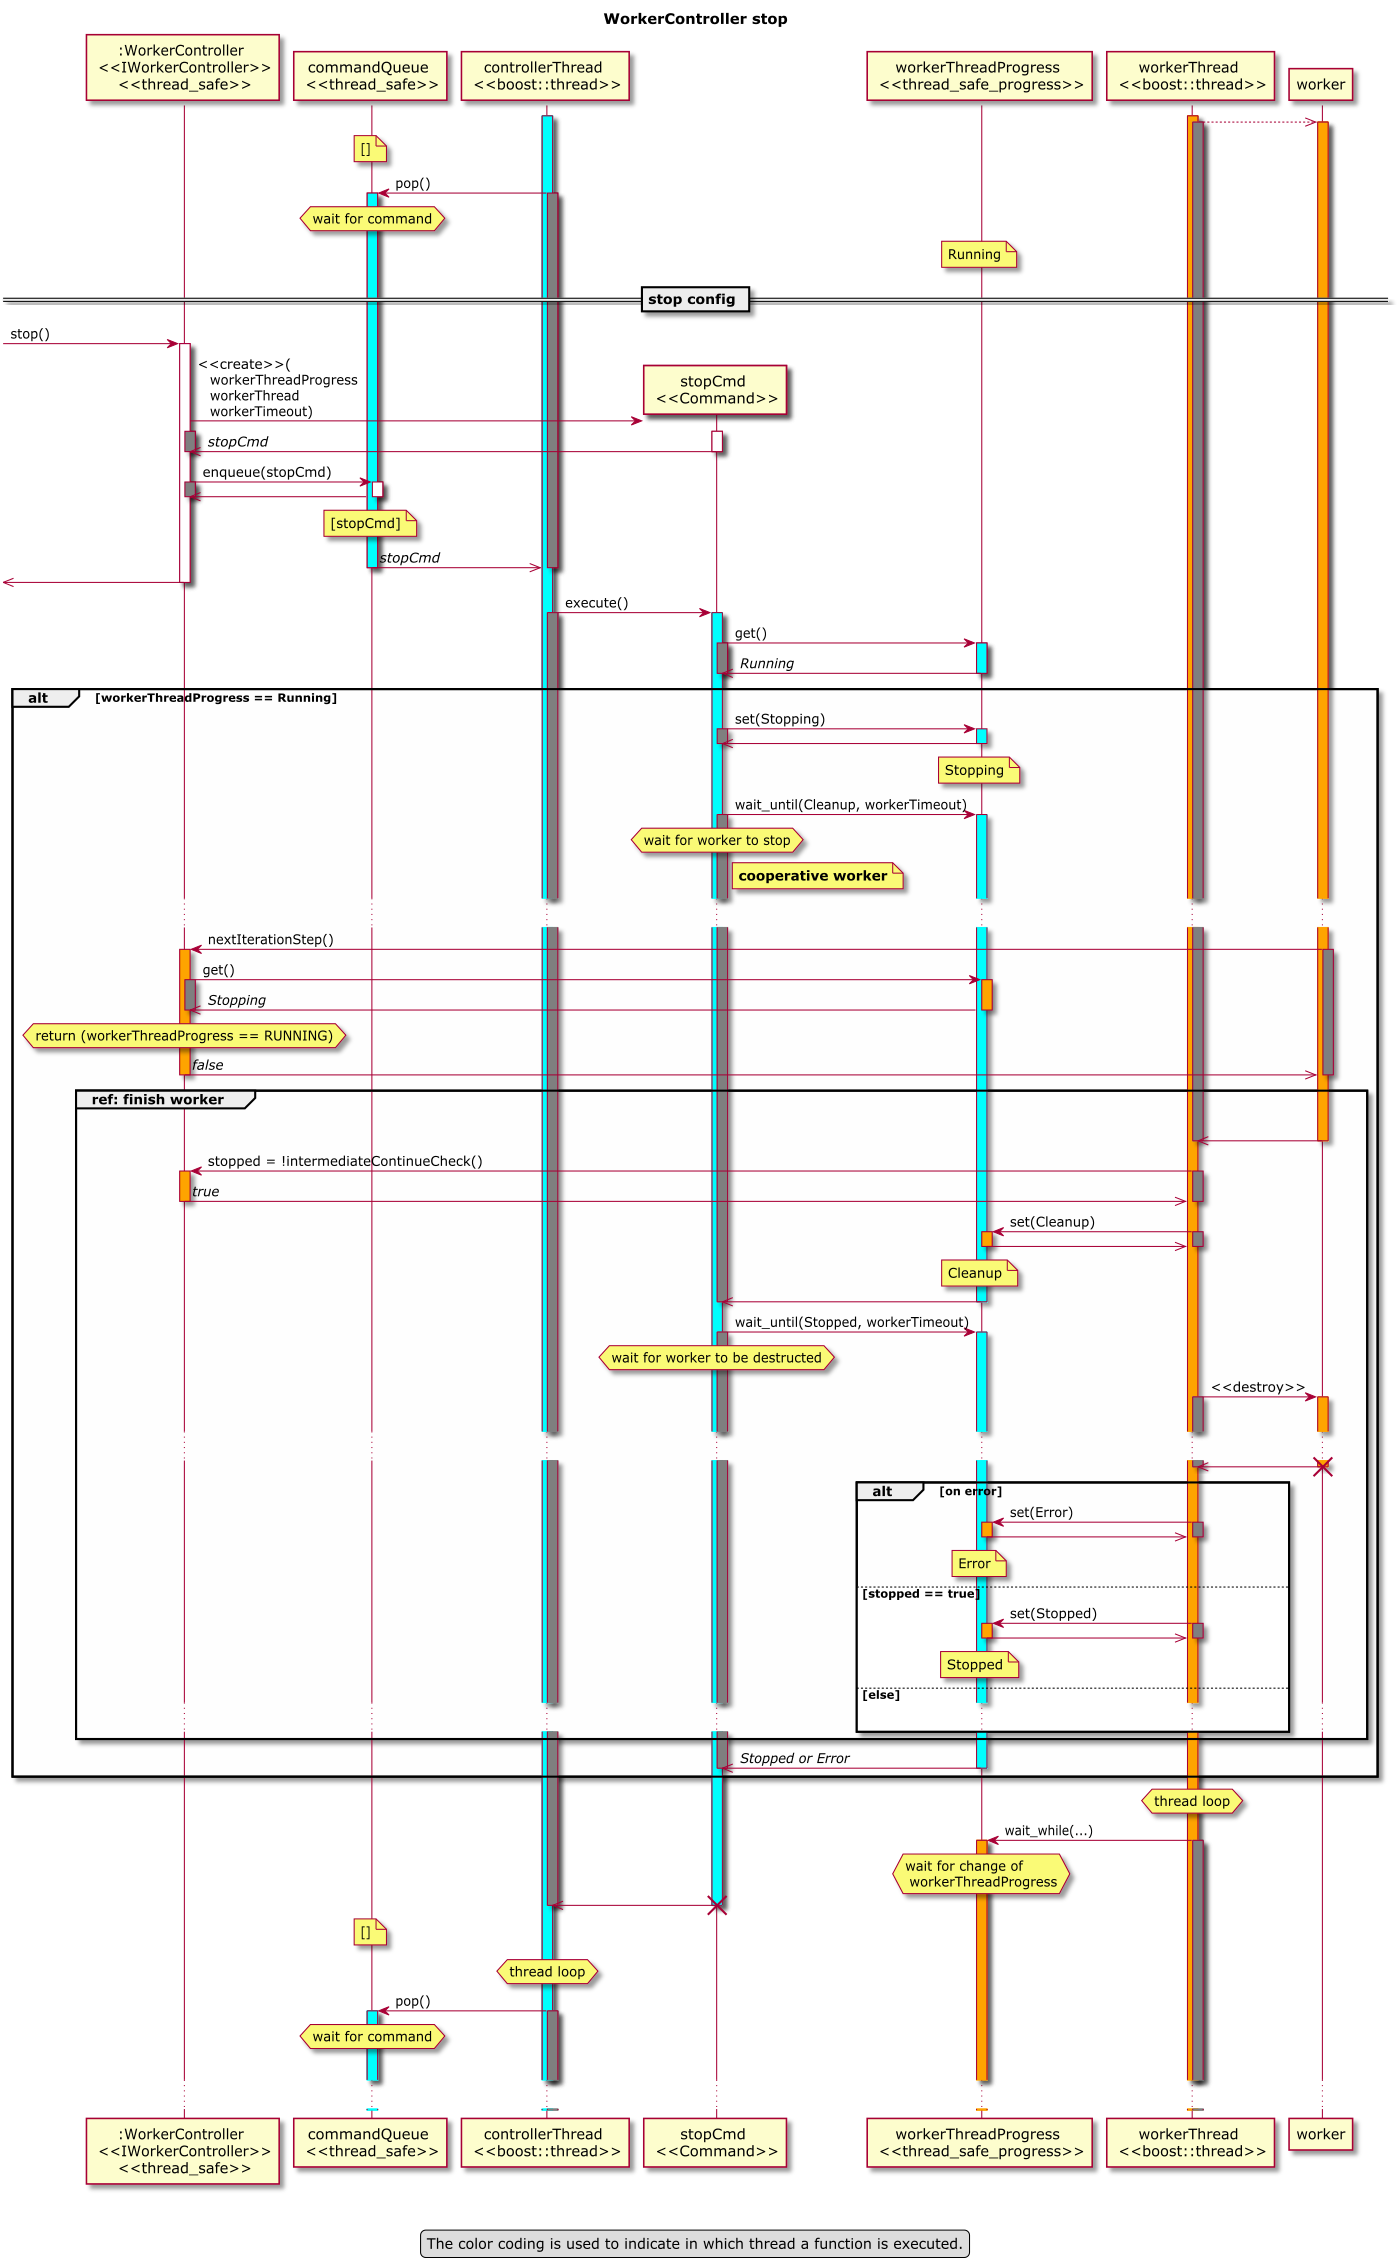 WorkerController stop
:WorkerController
<<IWorkerController>>
<<thread_safe>>
commandQueue
<<thread_safe>>
controllerThread
<<boost::thread>>
workerThreadProgress
<<thread_safe_progress>>
workerThread
<<boost::thread>>
worker
[]
pop()
wait for command
Running
stop config
stop()
<<create>>(
workerThreadProgress
workerThread
workerTimeout)
stopCmd
<<Command>>
stopCmd
enqueue(stopCmd)
[stopCmd]
stopCmd
execute()
get()
Running
alt [workerThreadProgress == Running]
set(Stopping)
Stopping
wait_until(Cleanup, workerTimeout)
wait for worker to stop
cooperative worker
nextIterationStep()
get()
Stopping
return (workerThreadProgress == RUNNING)
false
ref: finish worker
stopped = !intermediateContinueCheck()
true
set(Cleanup)
Cleanup
wait_until(Stopped, workerTimeout)
wait for worker to be destructed
<<destroy>>
alt [on error]
set(Error)
Error
[stopped == true]
set(Stopped)
Stopped
[else]
Stopped or Error
thread loop
wait_while(...)
wait for change of
workerThreadProgress
[]
thread loop
pop()
wait for command
:WorkerController
<<IWorkerController>>
<<thread_safe>>
commandQueue
<<thread_safe>>
controllerThread
<<boost::thread>>
stopCmd
<<Command>>
workerThreadProgress
<<thread_safe_progress>>
workerThread
<<boost::thread>>
worker
The color coding is used to indicate in which thread a function is executed.